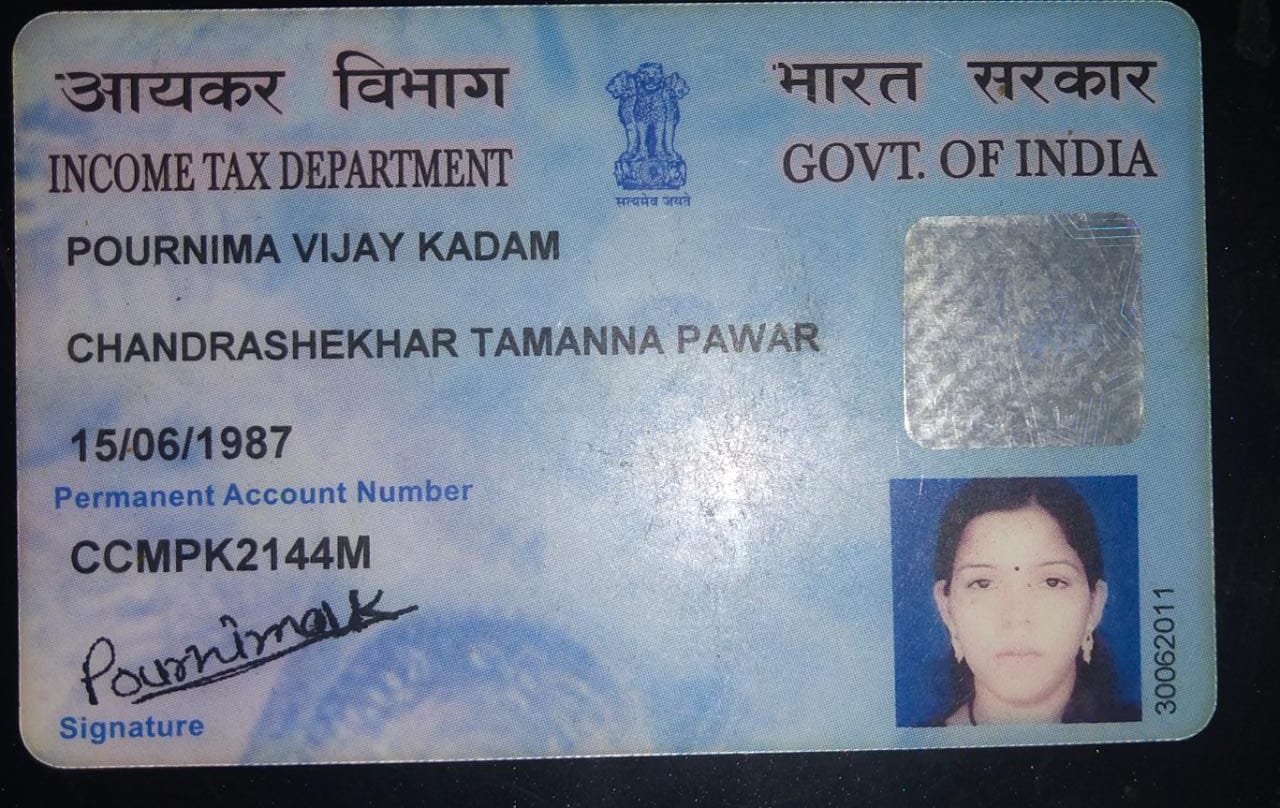 आयकर विभाग
भारत सरकार
INCOME TAX DEPARTMENT
GOVT. OF INDIA
सत्यमेव जयते
POURNIMA VIJAY KADAM
CHANDRASHEKHAR TAMANNA PAWAR
15/06/1987
Permanent Account Number
CCMPK2144M
Pournimavk
Signature
30062011